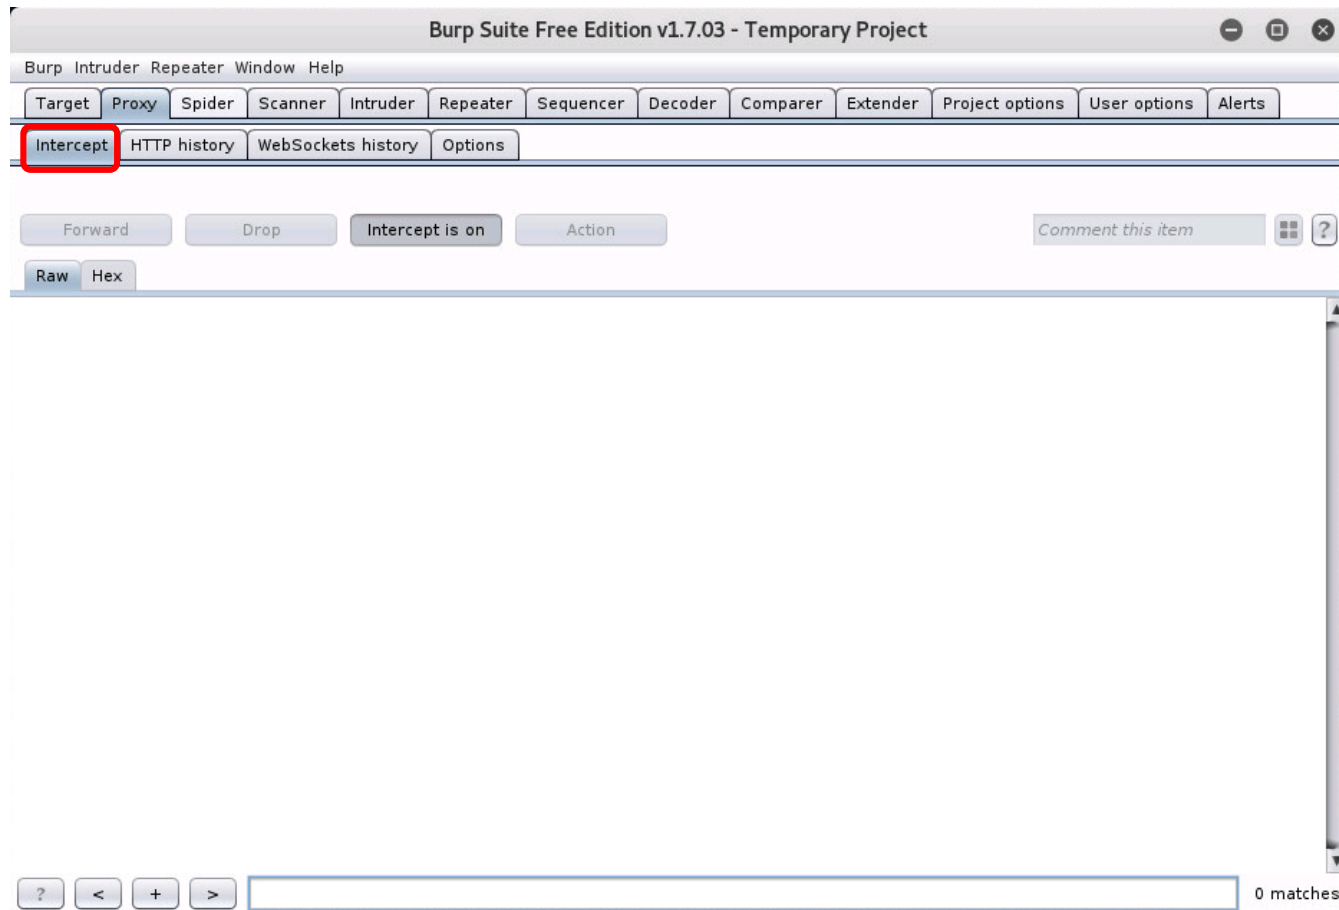 Burp Suite Free Edition v1.7.03 - Temporary Project
Burp Intruder Repeater Window Help
Target Proxy Spider Scanner Intruder Repeater Sequencer Decoder Comparer Extender Project options User options Alerts
Intercept HTTP history WebSockets history Options
Forward Drop Intercept is on Action Comment this item ?
Raw Hex
? < + > 0 matches